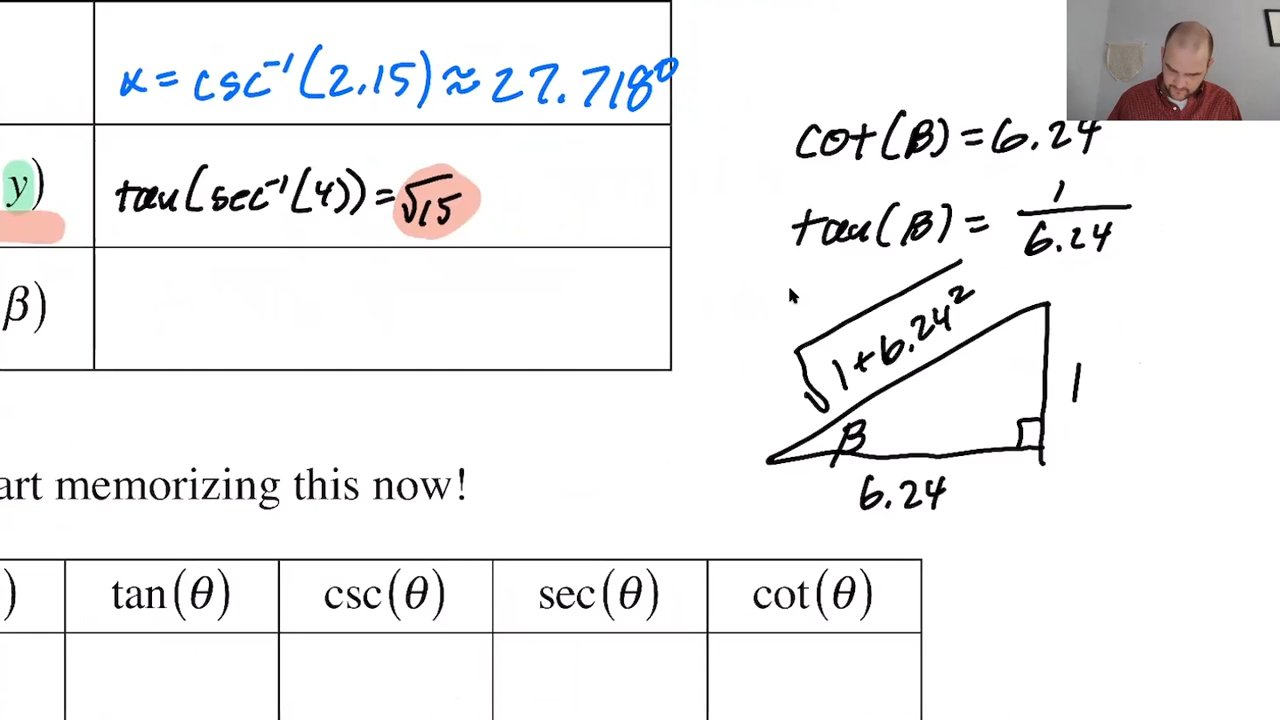 α = csc⁻¹(2.15) ≈ 27.718°
y)
tan(sec⁻¹(4)) = √15
β)
cot(β) = 6.24
tan(β) = 1/6.24
√1+6.24²
1
β
6.24
art memorizing this now!
) tan(θ) csc(θ) sec(θ) cot(θ)